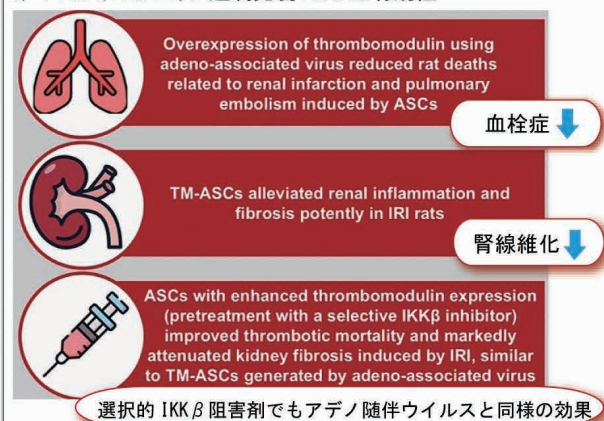 Overexpression of thrombomodulin using
adeno-associated virus reduced rat deaths
related to renal infarction and pulmonary
embolism induced by ASCs
血栓症
TM-ASCs alleviated renal inflammation and
fibrosis potently in IRI rats
腎線維化
ASCs with enhanced thrombomodulin expression
(pretreatment with a selective IKKβ inhibitor)
improved thrombotic mortality and markedly
attenuated kidney fibrosis induced by IRI, similar
to TM-ASCs generated by adeno-associated virus
選択的 IKKβ 阻害剤でもアデノ随伴ウイルスと同様の効果